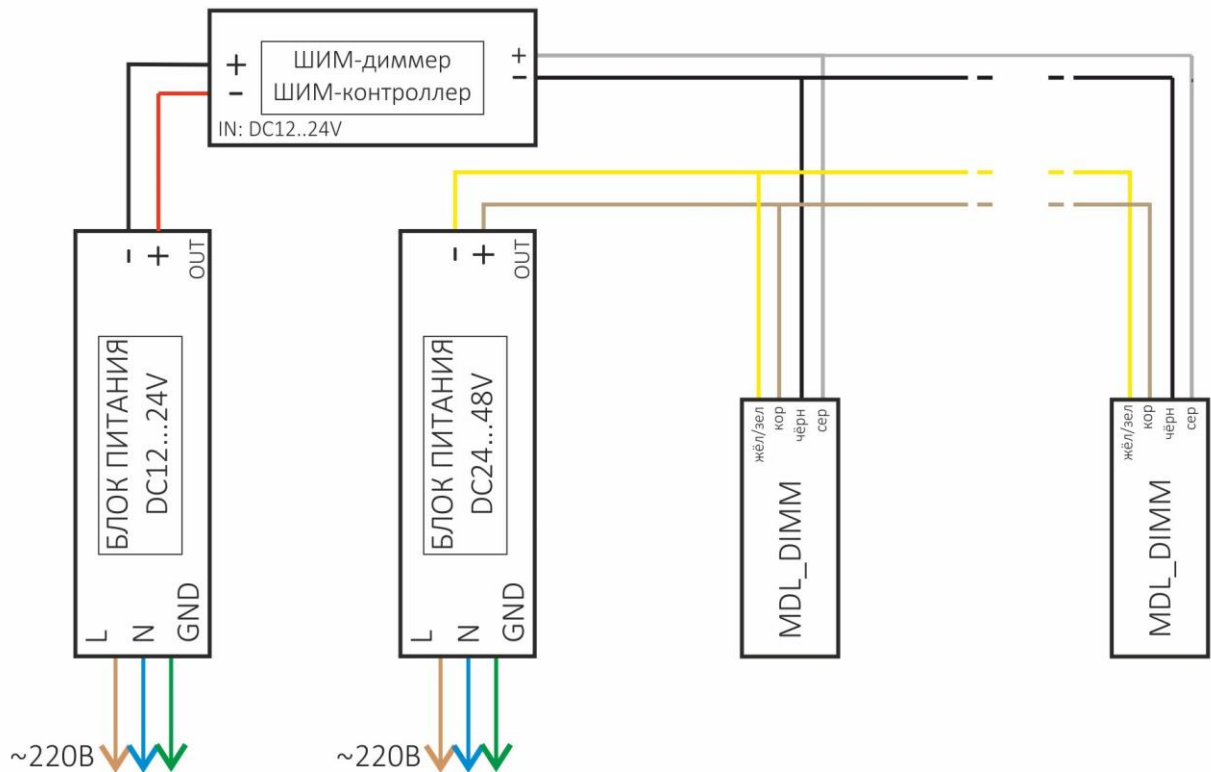 +
ШИМ-диммер
+
-
ШИМ-контроллер
-
IN: DC12..24V
-
+
OUT
БЛОК ПИТАНИЯ
DC12...24V
L
N
GND
~220В
-
+
OUT
БЛОК ПИТАНИЯ
DC24...48V
L
N
GND
~220В
жёл/зел
кор
чёрн
сер
MDL_DIMM
жёл/зел
кор
чёрн
сер
MDL_DIMM